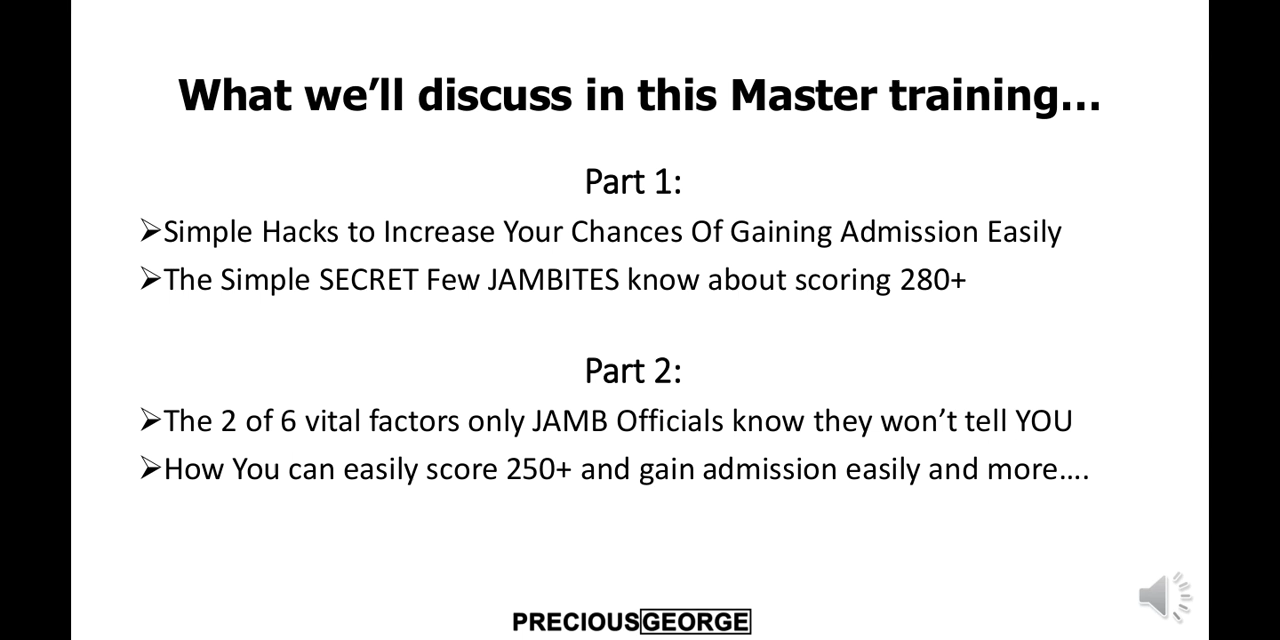 What we’ll discuss in this Master training…
Part 1:
➢Simple Hacks to Increase Your Chances Of Gaining Admission Easily
➢The Simple SECRET Few JAMBITES know about scoring 280+
Part 2:
➢The 2 of 6 vital factors only JAMB Officials know they won’t tell YOU
➢How You can easily score 250+ and gain admission easily and more….
PRECIOUSGEORGE